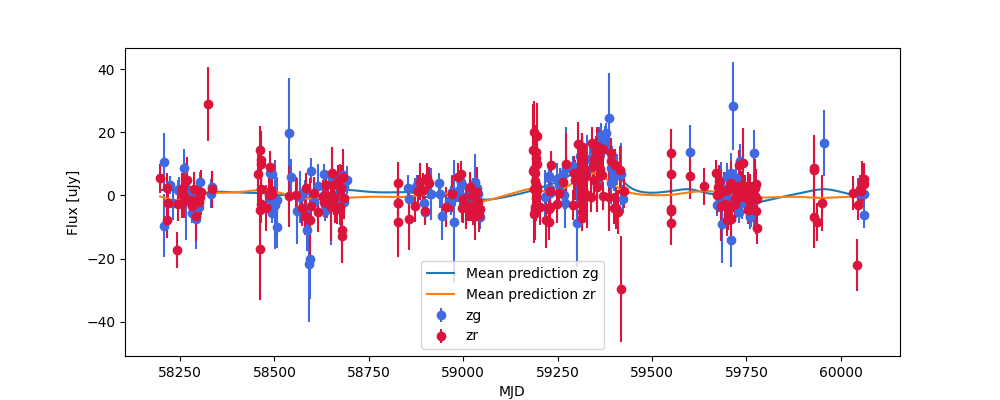 40
20
0
−20
−40
Flux [uJy]
58250
58500
58750
59000
59250
59500
59750
60000
MJD
Mean prediction zg
Mean prediction zr
zg
zr